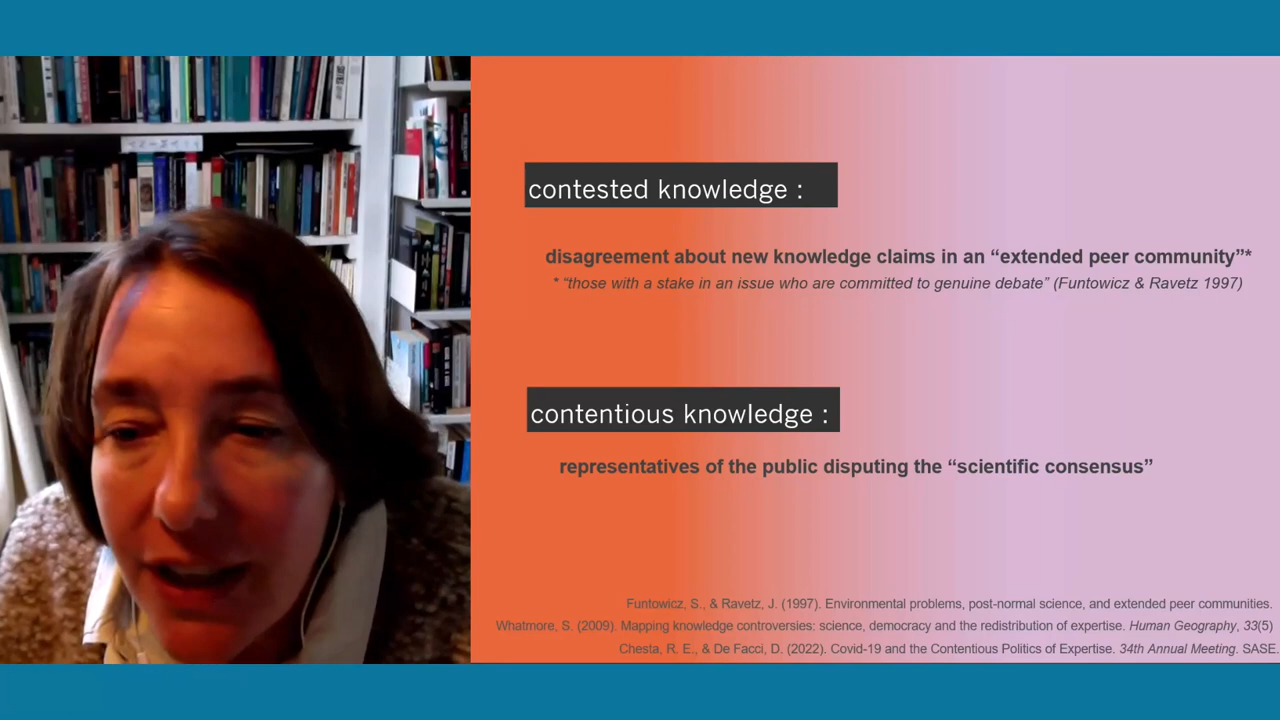 ANIMALS
contested knowledge :
disagreement about new knowledge claims in an “extended peer community”*
* “those with a stake in an issue who are committed to genuine debate” (Funtowicz & Ravetz 1997)
contentious knowledge :
representatives of the public disputing the “scientific consensus”
Funtowicz, S., & Ravetz, J. (1997). Environmental problems, post-normal science, and extended peer communities.
Whatmore, S. (2009). Mapping knowledge controversies: science, democracy and the redistribution of expertise. Human Geography, 33(5)
Chesta, R. E., & De Facci, D. (2022). Covid-19 and the Contentious Politics of Expertise. 34th Annual Meeting. SASE.